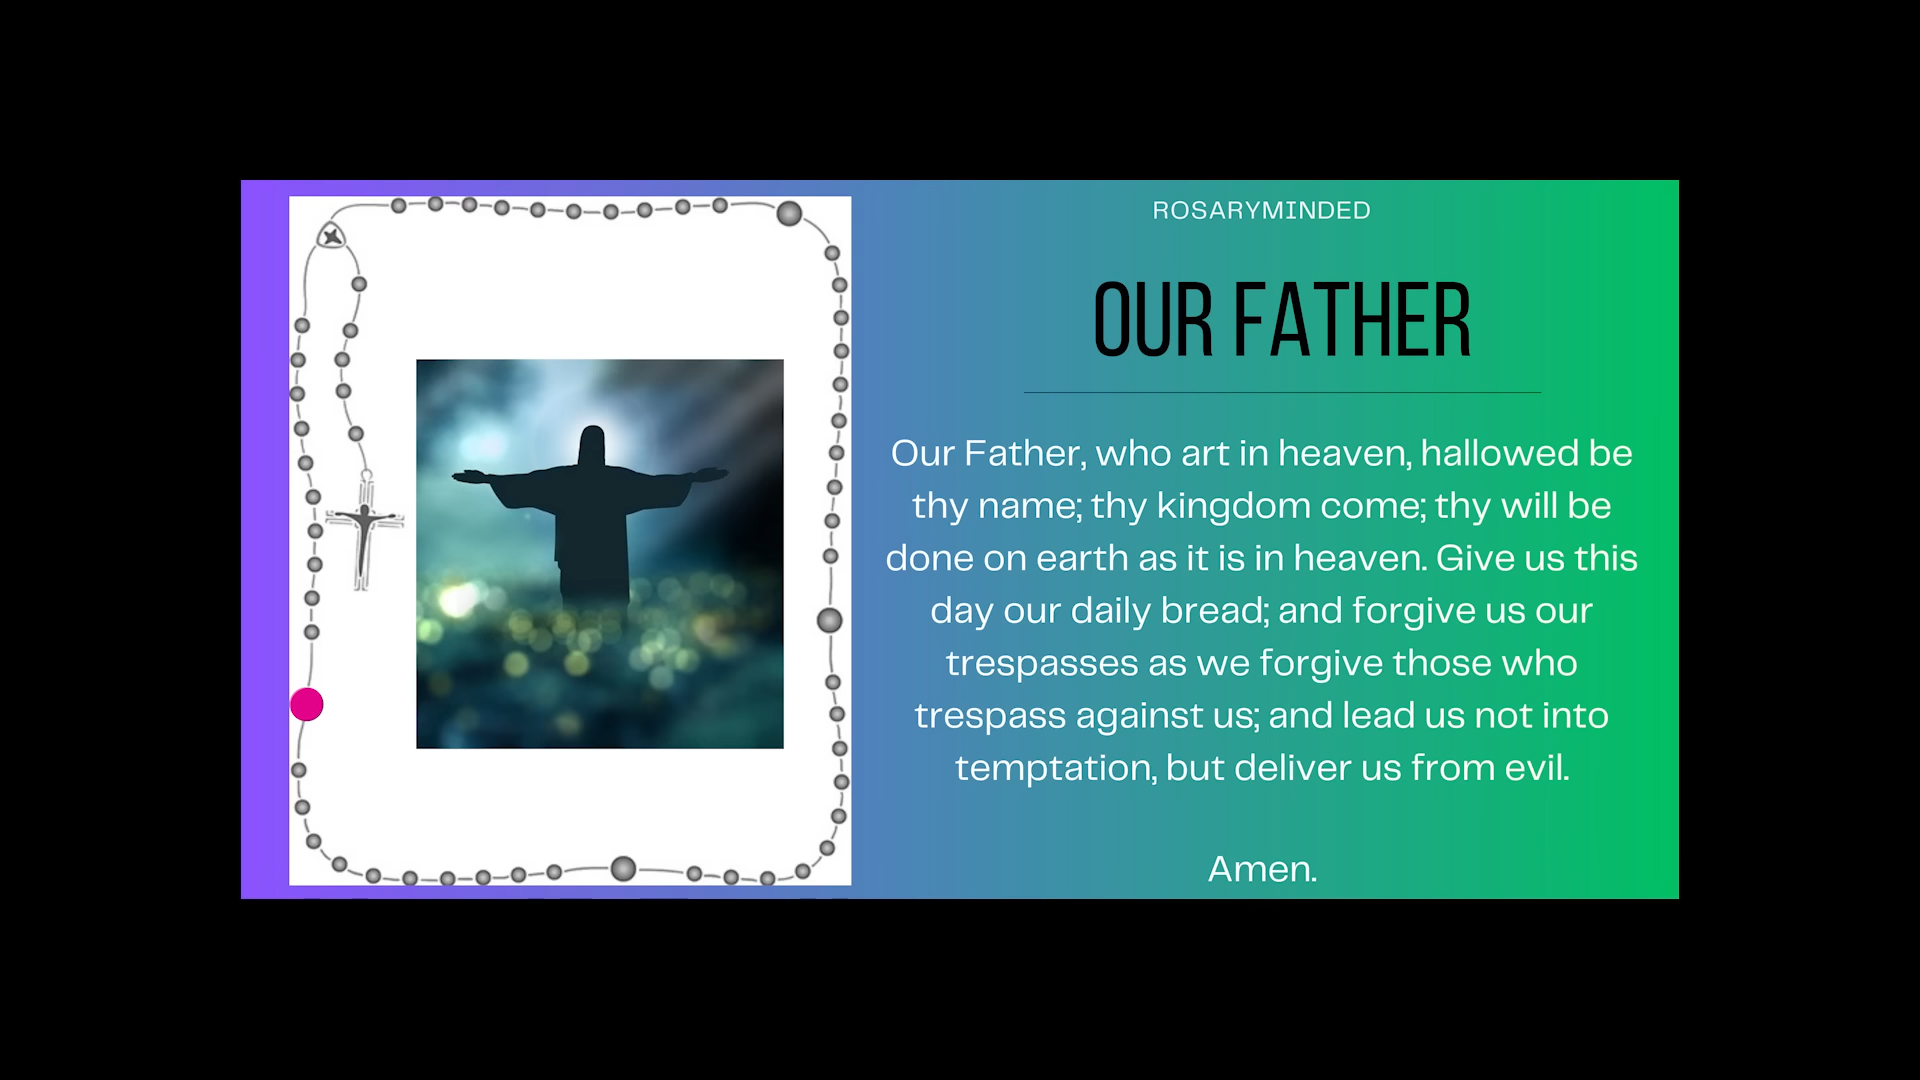 ROSARYMINDED
OUR FATHER
Our Father, who art in heaven, hallowed be
thy name; thy kingdom come; thy will be
done on earth as it is in heaven. Give us this
day our daily bread; and forgive us our
trespasses as we forgive those who
trespass against us; and lead us not into
temptation, but deliver us from evil.
Amen.